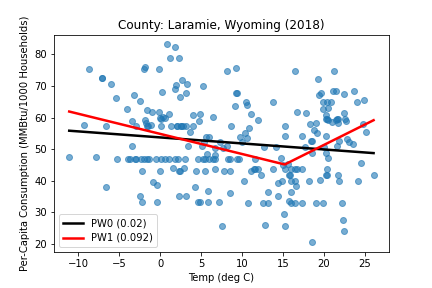 County: Laramie, Wyoming (2018)
Per-Capita Consumption (MMBtu/1000 Households)
80
70
60
50
40
30
20
PW0 (0.02)
PW1 (0.092)
−10 −5 0 5 10 15 20 25
Temp (deg C)